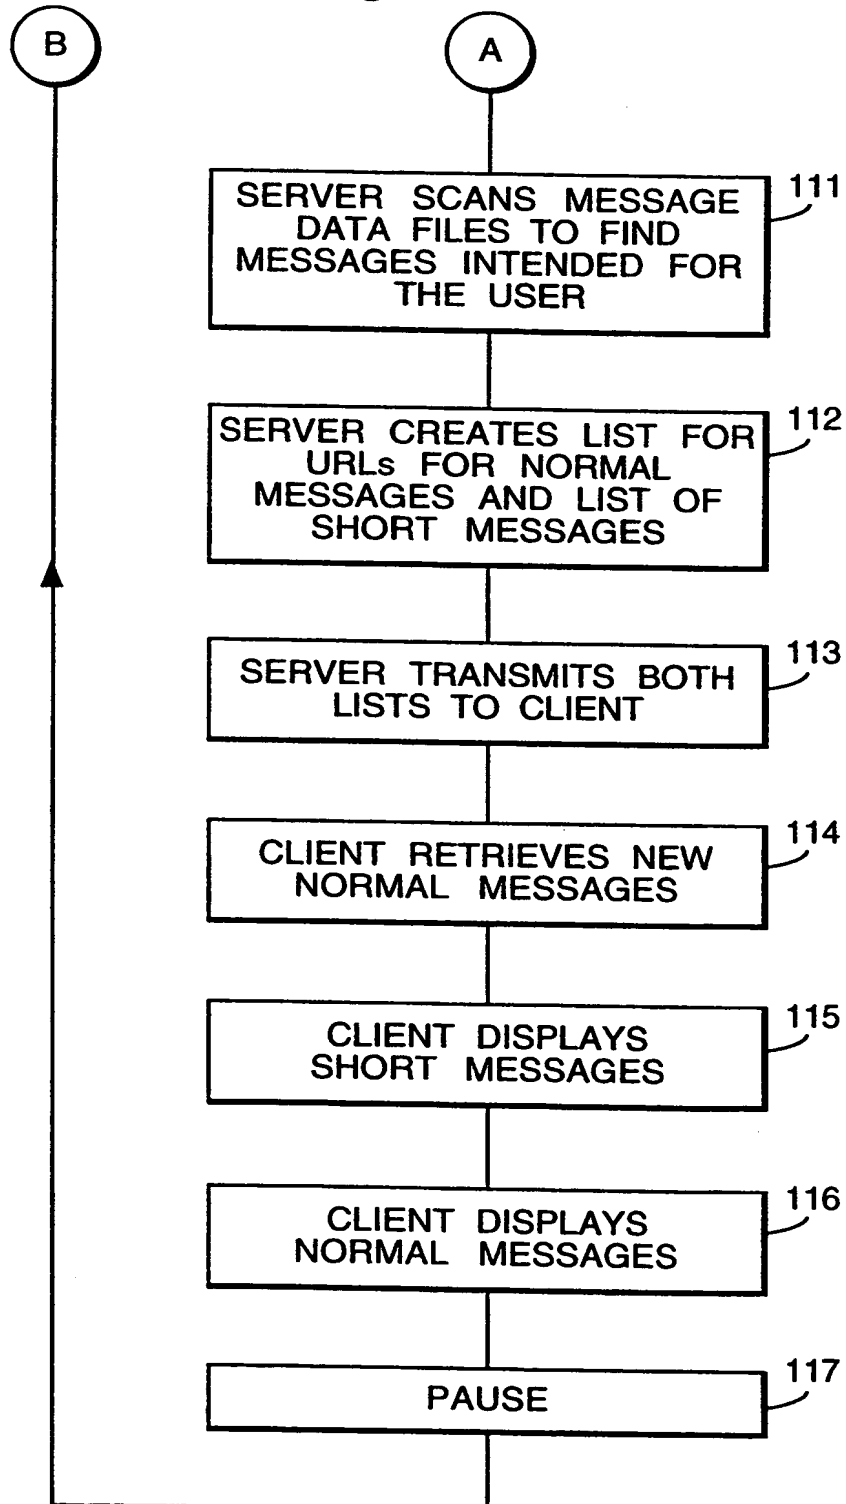 B
A
SERVER SCANS MESSAGE
DATA FILES TO FIND
MESSAGES INTENDED FOR
THE USER
111
SERVER CREATES LIST FOR
URLs FOR NORMAL
MESSAGES AND LIST OF
SHORT MESSAGES
112
SERVER TRANSMITS BOTH
LISTS TO CLIENT
113
CLIENT RETRIEVES NEW
NORMAL MESSAGES
114
CLIENT DISPLAYS
SHORT MESSAGES
115
CLIENT DISPLAYS
NORMAL MESSAGES
116
PAUSE
117